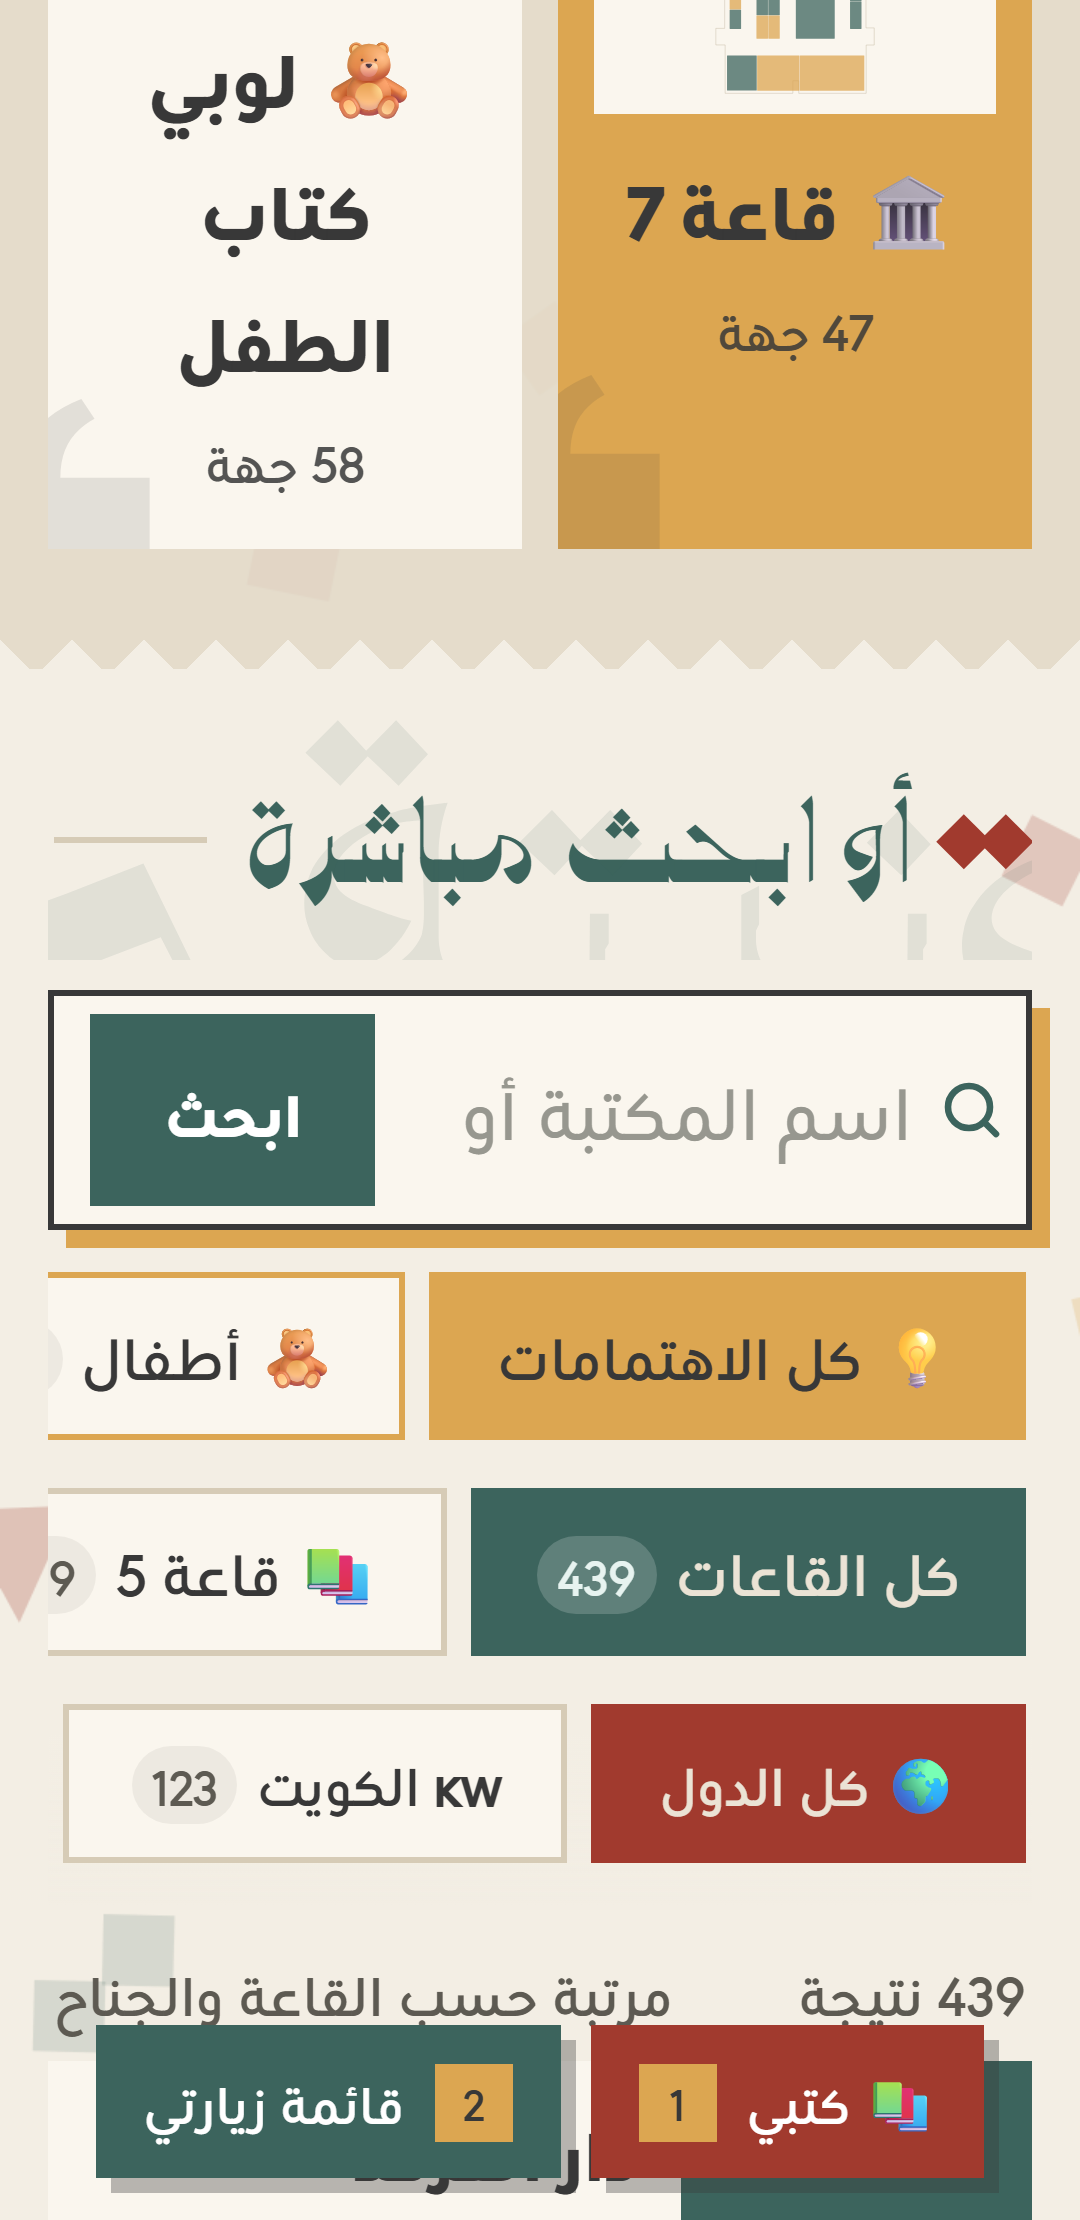 قاعة 7
47 جهة
لوبي
كتاب
الطفل
58 جهة
أو ابحث مباشرة
اسم المكتبة أو
ابحث
كل الاهتمامات
أطفال
كل القاعات 439
قاعة 5 9
كل الدول
KW الكويت 123
439 نتيجة
مرتبة حسب القاعة والجناح
كتبي 1
2 قائمة زيارتي